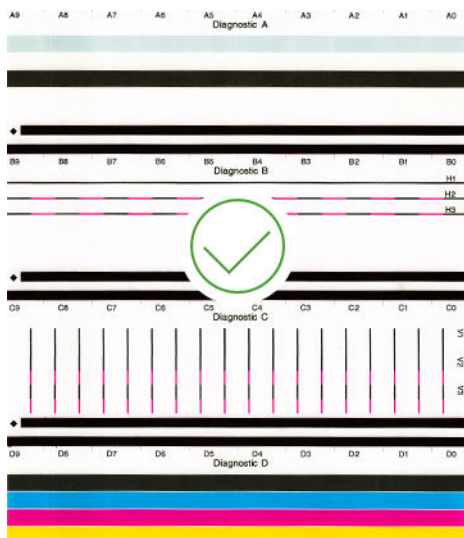 A9 A8 A7 A6 A5 A4 A3 A2 A1 A0
Diagnostic A
B9 B8 B7 B6 B5 B4 B3 B2 B1 B0
Diagnostic B
H1
H2
H3
C9 C8 C7 C6 C5 C4 C3 C2 C1 C0
Diagnostic C
V1
V2
V3
D9 D8 D7 D6 D5 D4 D3 D2 D1 D0
Diagnostic D